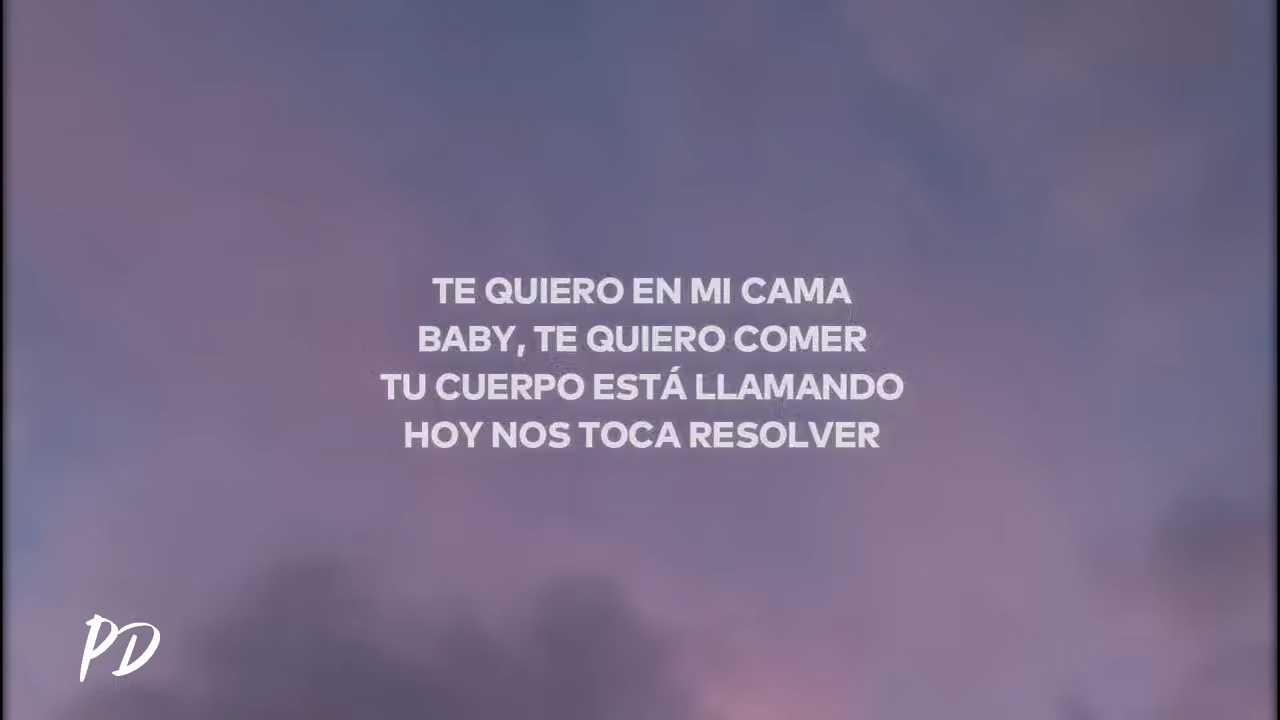 TE QUIERO EN MI CAMA
BABY, TE QUIERO COMER
TU CUERPO ESTÁ LLAMANDO
HOY NOS TOCA RESOLVER
PD